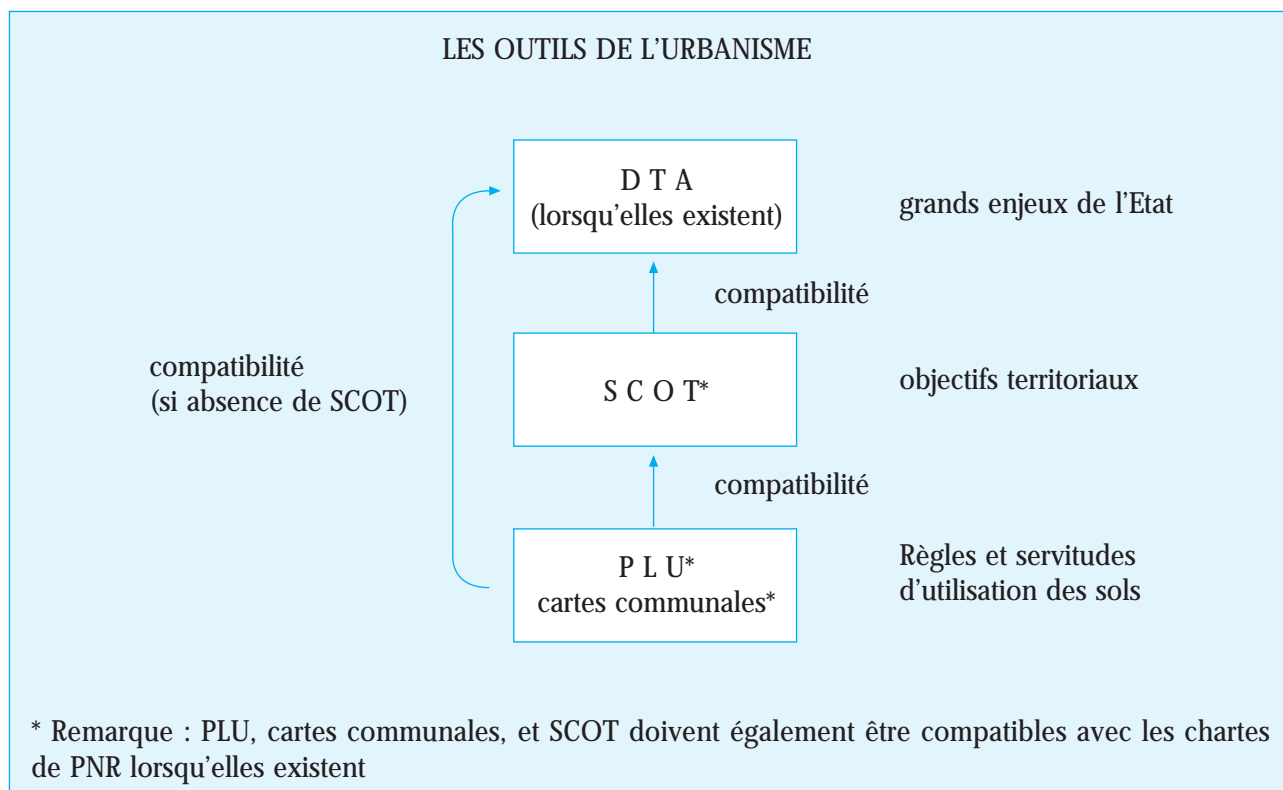 LES OUTILS DE L'URBANISME
D T A
(lorsqu'elles existent)
grands enjeux de l'Etat
compatibilité
compatibilité
(si absence de SCOT)
S C O T*
objectifs territoriaux
compatibilité
P L U*
cartes communales*
Règles et servitudes
d'utilisation des sols
* Remarque : PLU, cartes communales, et SCOT doivent également être compatibles avec les chartes
de PNR lorsqu'elles existent